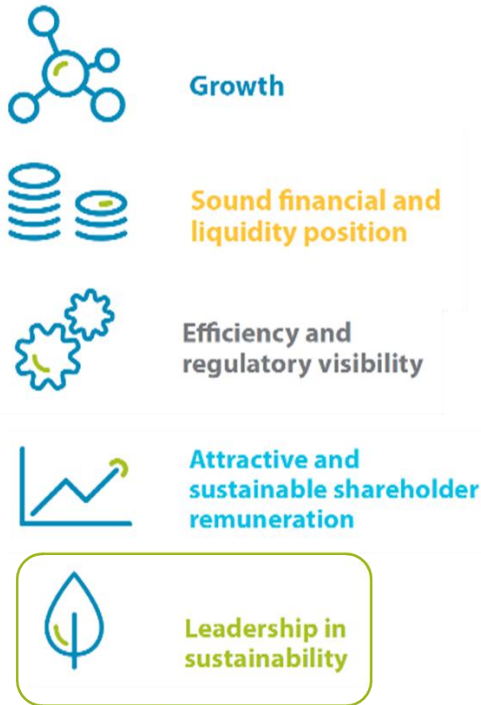 Growth
Sound financial and
liquidity position
Efficiency and
regulatory visibility
Attractive and
sustainable shareholder
remuneration
Leadership in
sustainability